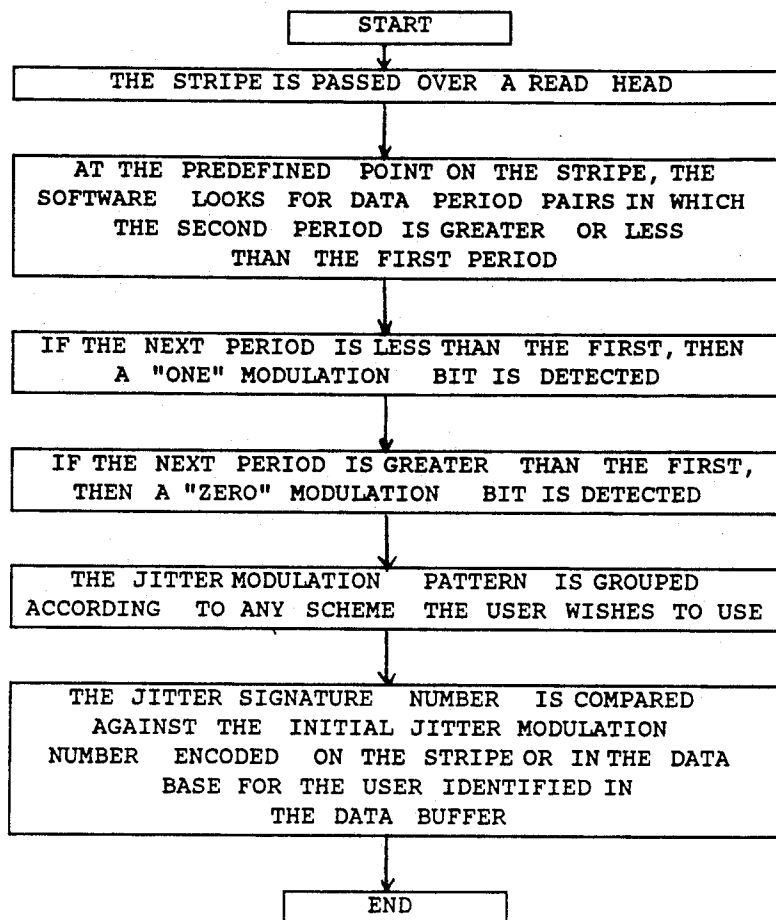 START
THE STRIPE IS PASSED OVER A READ HEAD
AT THE PREDEFINED POINT ON THE STRIPE, THE
SOFTWARE LOOKS FOR DATA PERIOD PAIRS IN WHICH
THE SECOND PERIOD IS GREATER OR LESS
THAN THE FIRST PERIOD
IF THE NEXT PERIOD IS LESS THAN THE FIRST, THEN
A "ONE" MODULATION BIT IS DETECTED
IF THE NEXT PERIOD IS GREATER THAN THE FIRST,
THEN A "ZERO" MODULATION BIT IS DETECTED
THE JITTER MODULATION PATTERN IS GROUPED
ACCORDING TO ANY SCHEME THE USER WISHES TO USE
THE JITTER SIGNATURE NUMBER IS COMPARED
AGAINST THE INITIAL JITTER MODULATION
NUMBER ENCODED ON THE STRIPE OR IN THE DATA
BASE FOR THE USER IDENTIFIED IN
THE DATA BUFFER
END